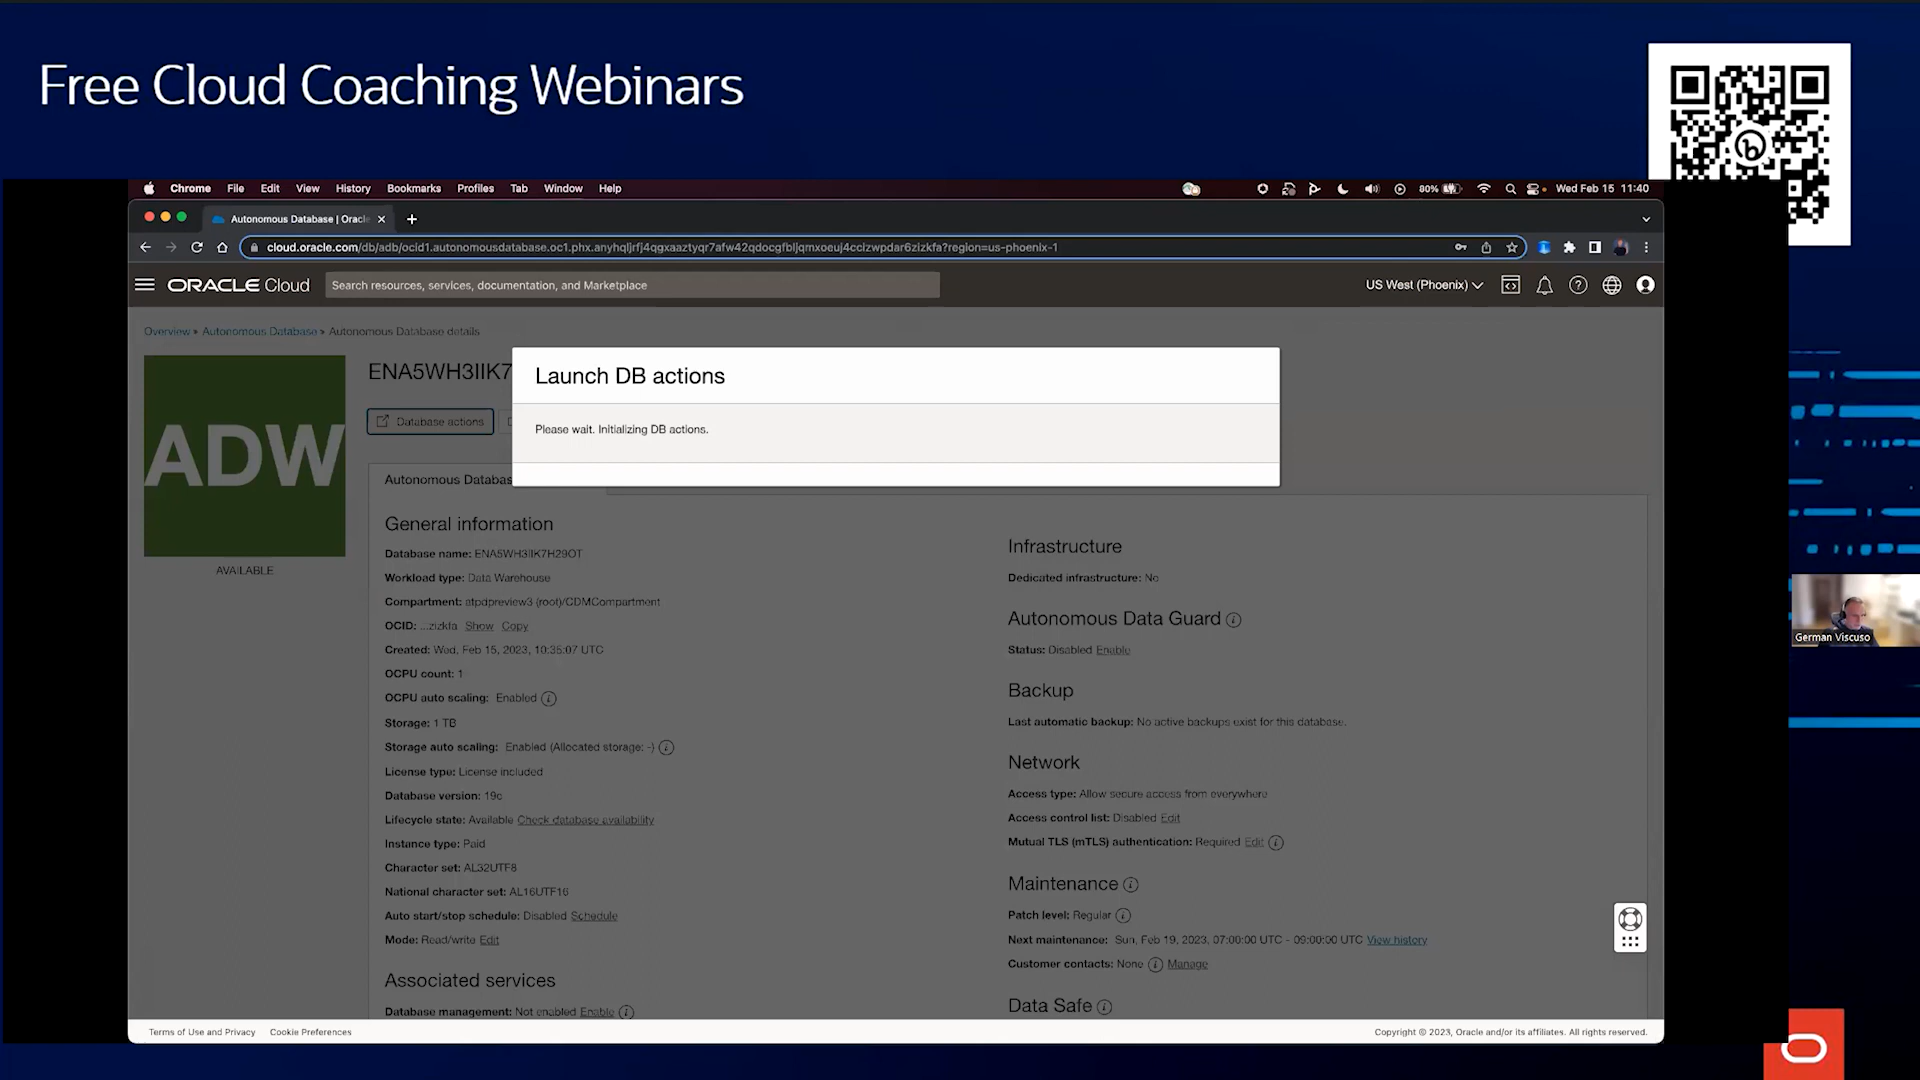 Free Cloud Coaching Webinars
Chrome File Edit View History Bookmarks Profiles Tab Window Help 80% Wed Feb 15 11:40
Autonomous Database | Oracle
cloud.oracle.com/db/adb/ocid1.autonomousdatabase.oc1.phx.anyhqljrfj4qgxaaztyqr7afw42qdocgfbljqmxoeuj4ccizwpdar6zizkfa?region=us-phoenix-1
ORACLE Cloud Search resources, services, documentation, and Marketplace US West (Phoenix)
Overview » Autonomous Database » Autonomous Database details
ADW
AVAILABLE
ENA5WH3IIK7
Database actions
Launch DB actions
Please wait. Initializing DB actions.
Autonomous Databas
General information
Database name: ENA5WH3IIK7H29OT
Workload type: Data Warehouse
Compartment: atpdpreview3 (root)/CDMCompartment
OCID: ...zizkfa Show Copy
Created: Wed, Feb 15, 2023, 10:35:07 UTC
OCPU count: 1
OCPU auto scaling: Enabled
Storage: 1 TB
Storage auto scaling: Enabled (Allocated storage: -)
License type: License included
Database version: 19c
Lifecycle state: Available Check database availability
Instance type: Paid
Character set: AL32UTF8
National character set: AL16UTF16
Auto start/stop schedule: Disabled Schedule
Mode: Read/write Edit
Associated services
Database management: Not enabled Enable
Infrastructure
Dedicated infrastructure: No
Autonomous Data Guard
Status: Disabled Enable
Backup
Last automatic backup: No active backups exist for this database.
Network
Access type: Allow secure access from everywhere
Access control list: Disabled Edit
Mutual TLS (mTLS) authentication: Required Edit
Maintenance
Patch level: Regular
Next maintenance: Sun, Feb 19, 2023, 07:00:00 UTC - 09:00:00 UTC View history
Customer contacts: None Manage
Data Safe
Terms of Use and Privacy Cookie Preferences
Copyright © 2023, Oracle and/or its affiliates. All rights reserved.
German Viscuso